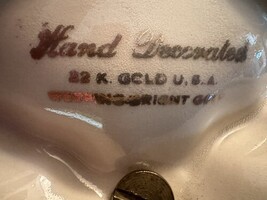 Hand Decorated
22 K. GOLD U.S.A.
BRIGHT